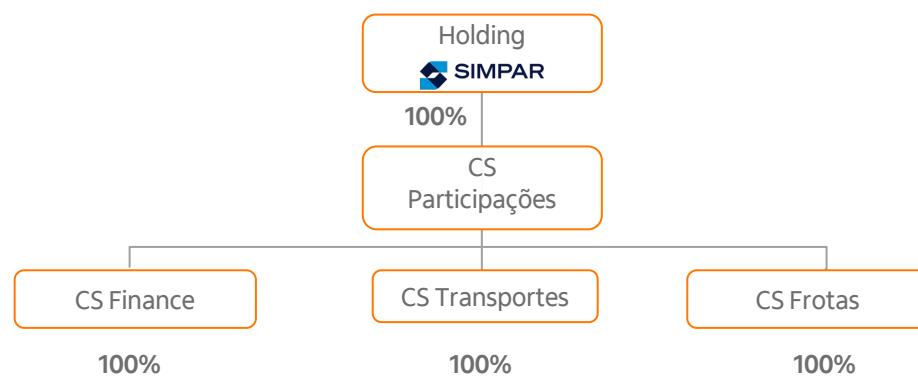 Holding
SIMPAR
100%
CS
Participações
CS Finance
CS Transportes
CS Frotas
100%
100%
100%